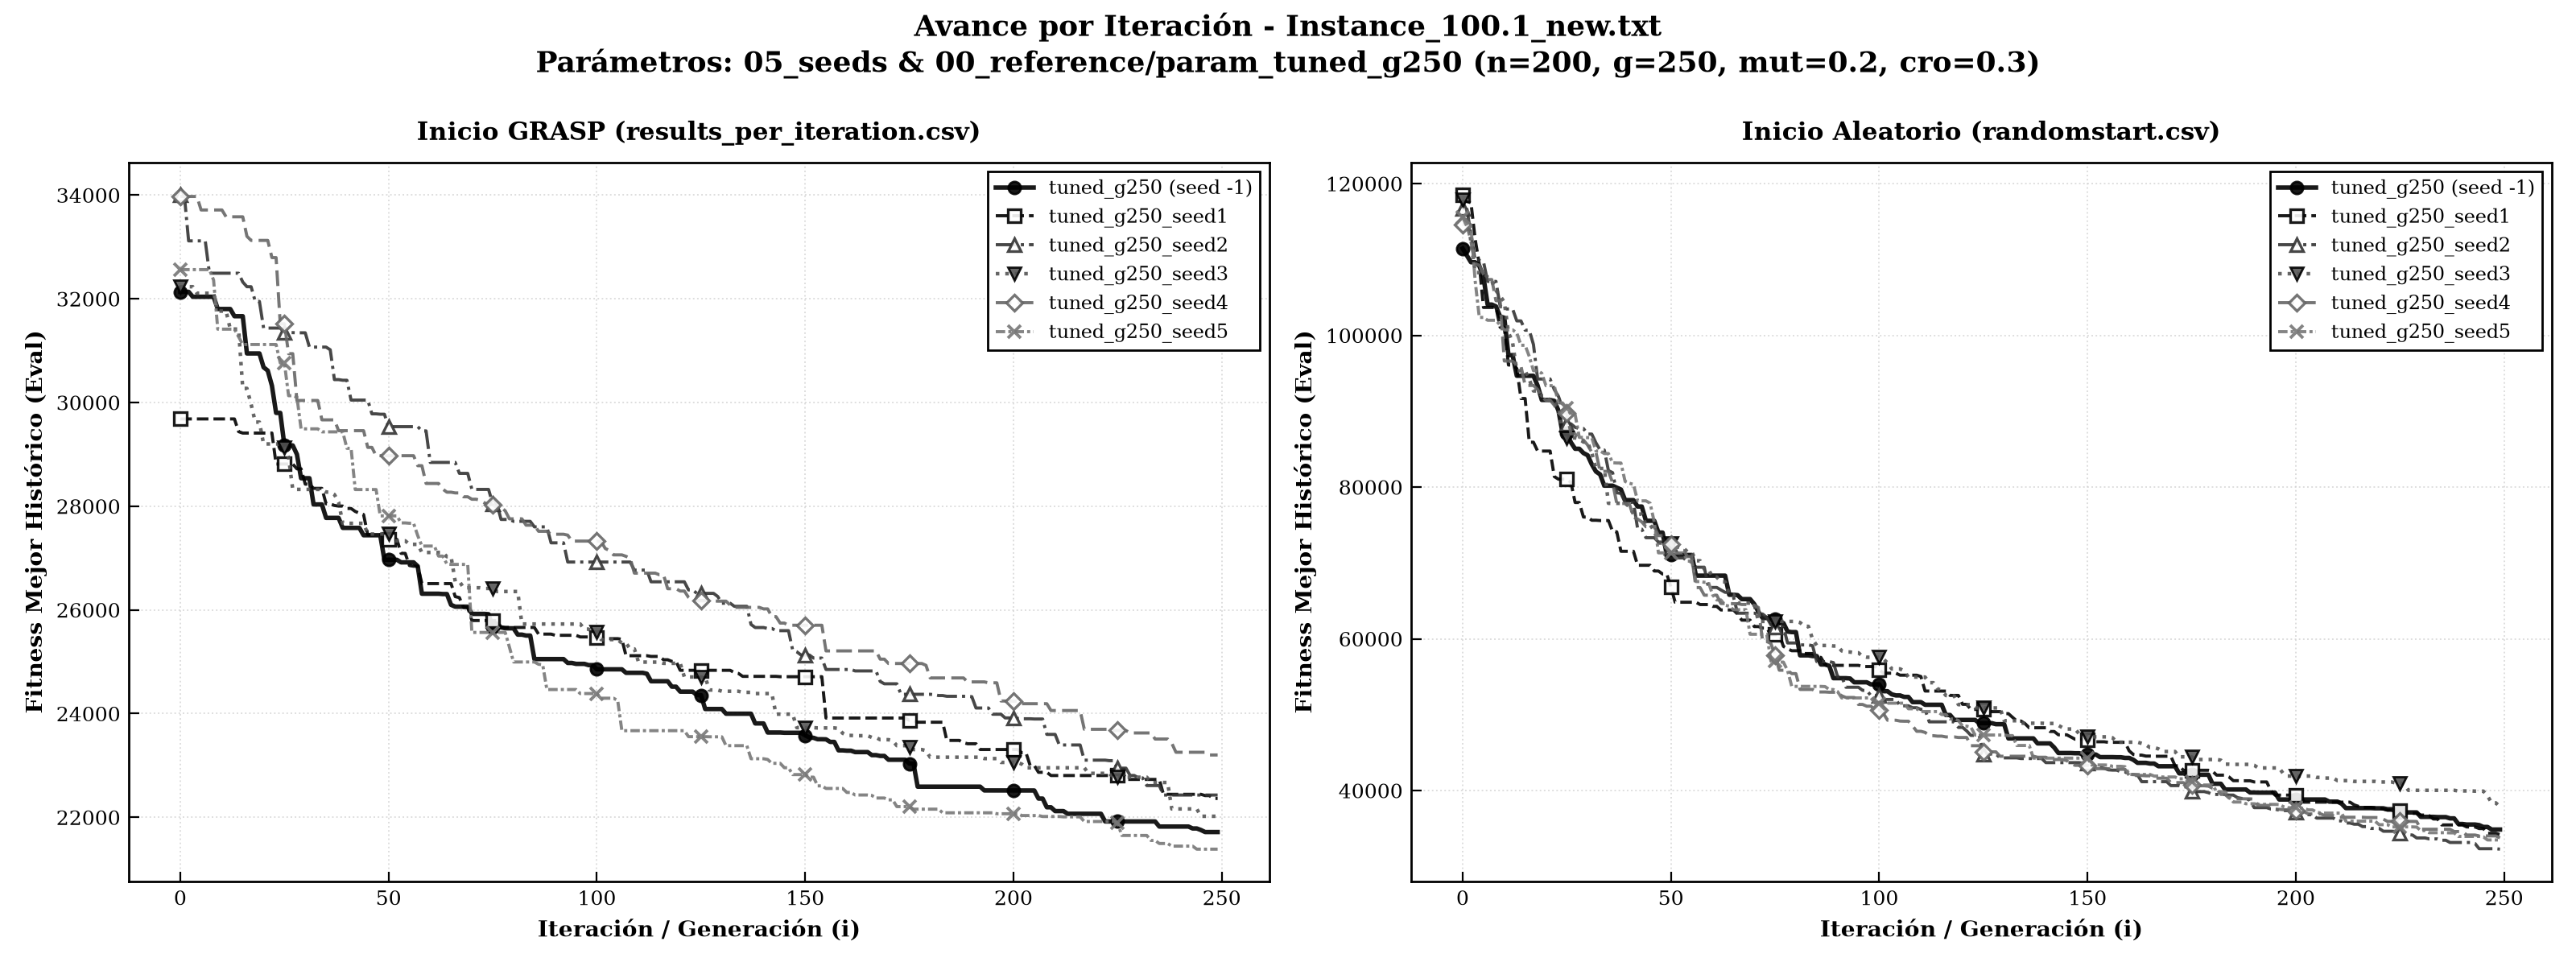 Avance por Iteración - Instance_100.1_new.txt
Parámetros: 05_seeds & 00_reference/param_tuned_g250 (n=200, g=250, mut=0.2, cro=0.3)
Inicio GRASP (results_per_iteration.csv)
Fitness Mejor Histórico (Eval)
34000
32000
30000
28000
26000
24000
22000
tuned_g250 (seed -1)
tuned_g250_seed1
tuned_g250_seed2
tuned_g250_seed3
tuned_g250_seed4
tuned_g250_seed5
0 50 100 150 200 250
Iteración / Generación (i)
Inicio Aleatorio (randomstart.csv)
Fitness Mejor Histórico (Eval)
120000
100000
80000
60000
40000
tuned_g250 (seed -1)
tuned_g250_seed1
tuned_g250_seed2
tuned_g250_seed3
tuned_g250_seed4
tuned_g250_seed5
0 50 100 150 200 250
Iteración / Generación (i)